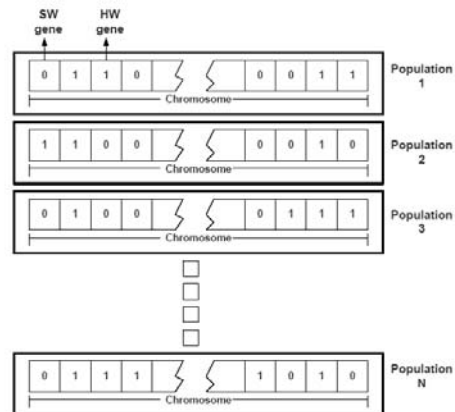 SW gene HW gene
0 1 1 0 0 0 1 1
Chromosome
Population 1
1 1 0 0 0 0 1 0
Chromosome
Population 2
0 1 0 0 0 1 1 1
Chromosome
Population 3
0 1 1 1 1 0 1 0
Chromosome
Population N